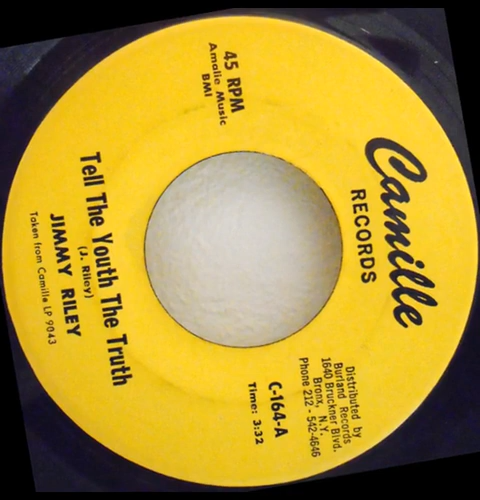 Camille
RECORDS
45 RPM
Amalie Music
BMI
Distributed by
Burland Records
1640 Bruckner Blvd.
Bronx, N.Y.
Phone 212 - 542-4646
C-164-A
Time: 3:32
Tell The Youth The Truth
(J. Riley)
JIMMY RILEY
Taken from Camille LP 9043